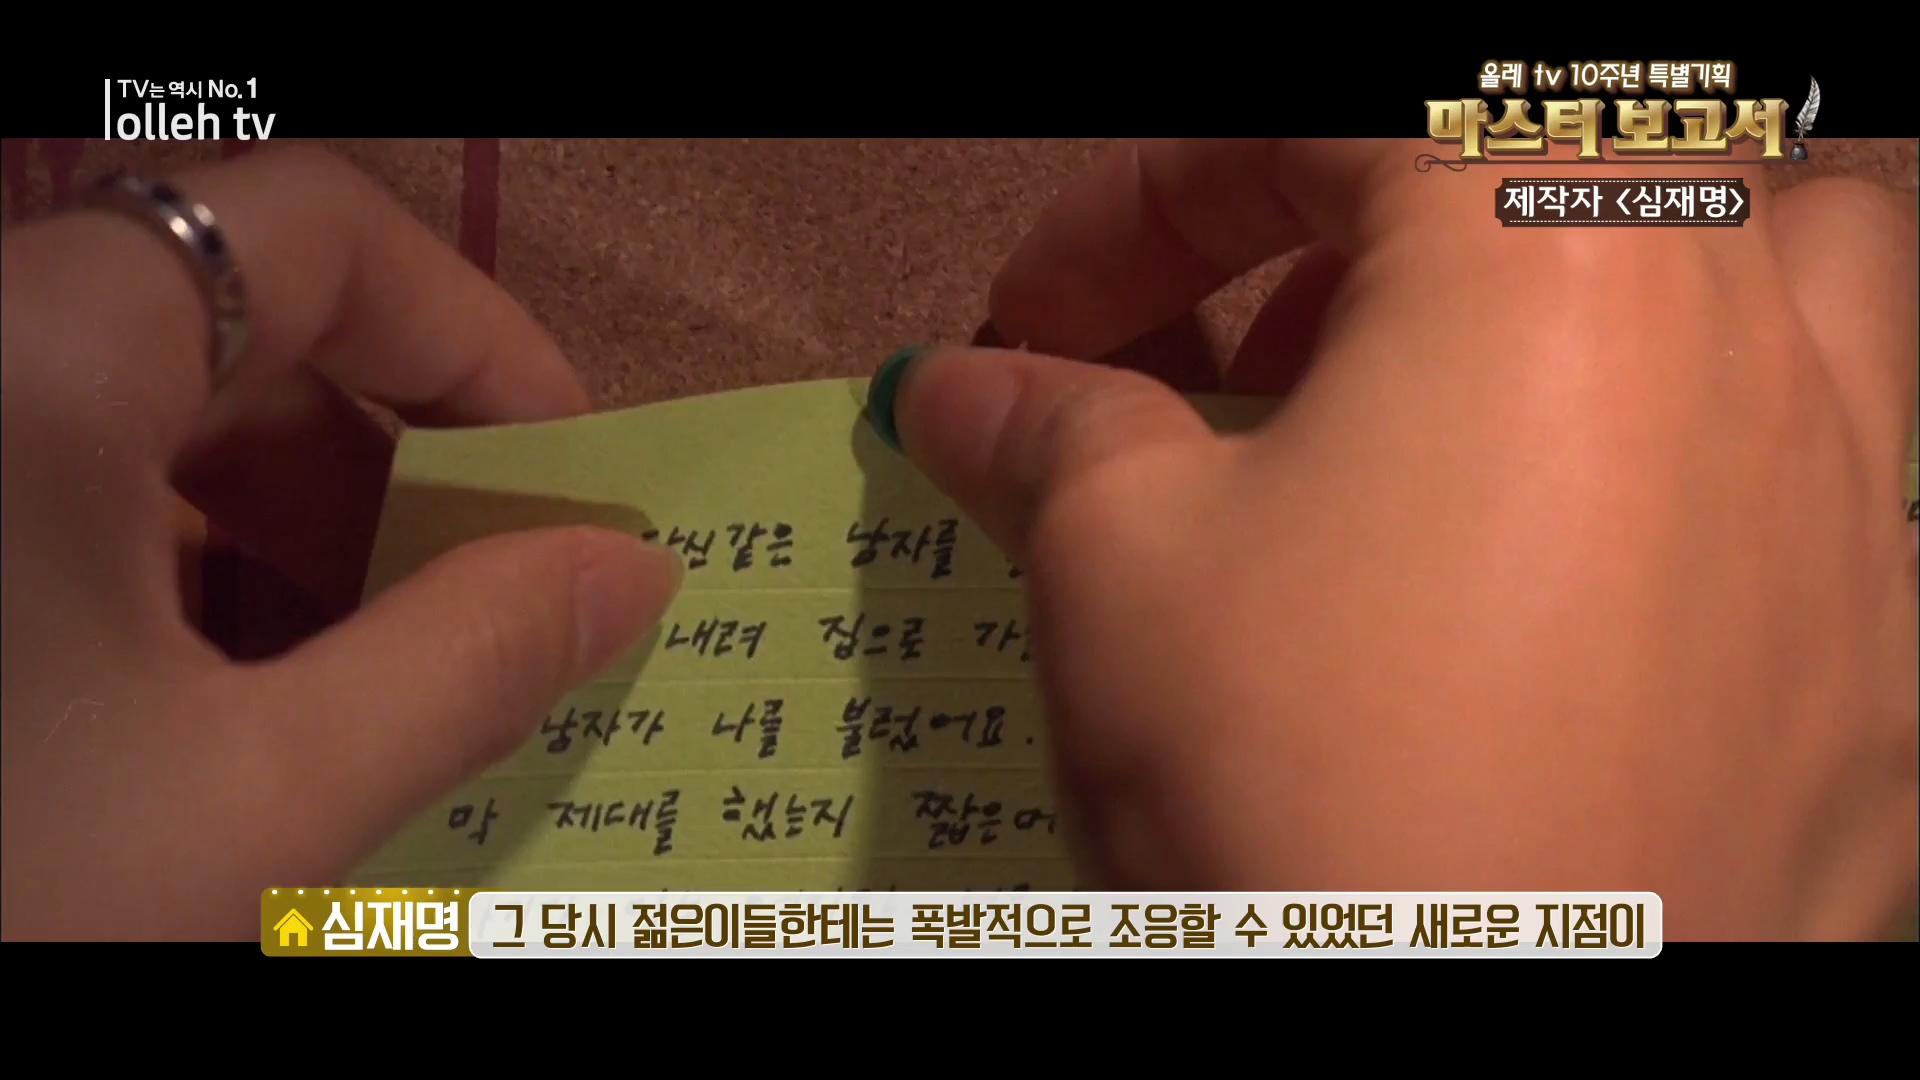 TV는 역시 No.1
olleh tv
올레 tv 10주년 특별기획
마스터 보고서
제작자 <심재명>
같은 남자를
내려 집으로
남자가 나를 불렀어요.
막 제대를 했는지 짧은
심재명 그 당시 젊은이들한테는 폭발적으로 조응할 수 있었던 새로운 지점이